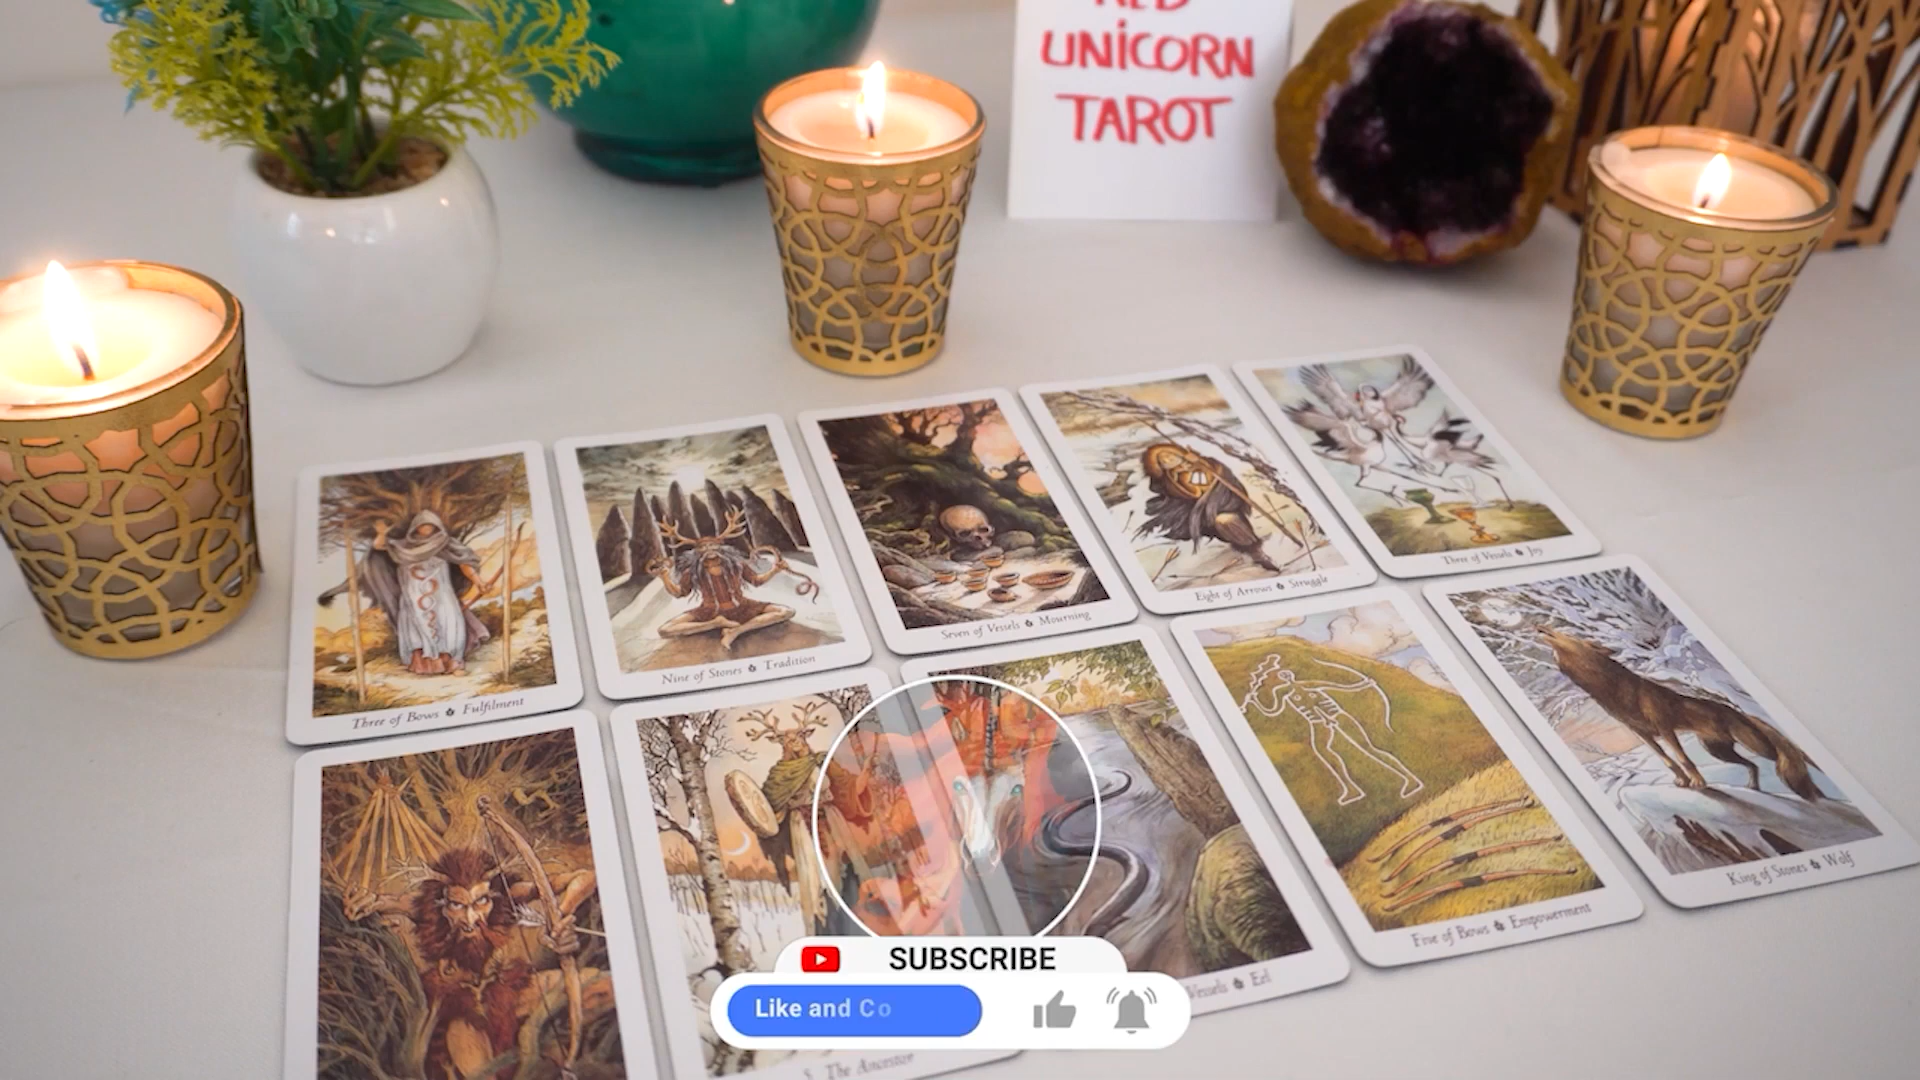 RED
UNiCORN
TAROT
Three of Vessels Joy
Eight of Arrows Struggle
Seven of Vessels Mourning
Nine of Stones Tradition
Three of Bows Fulfilment
King of Stones Wolf
Five of Bows Empowerment
Vessels Eel
SUBSCRIBE
Like and Co
The Ancestor